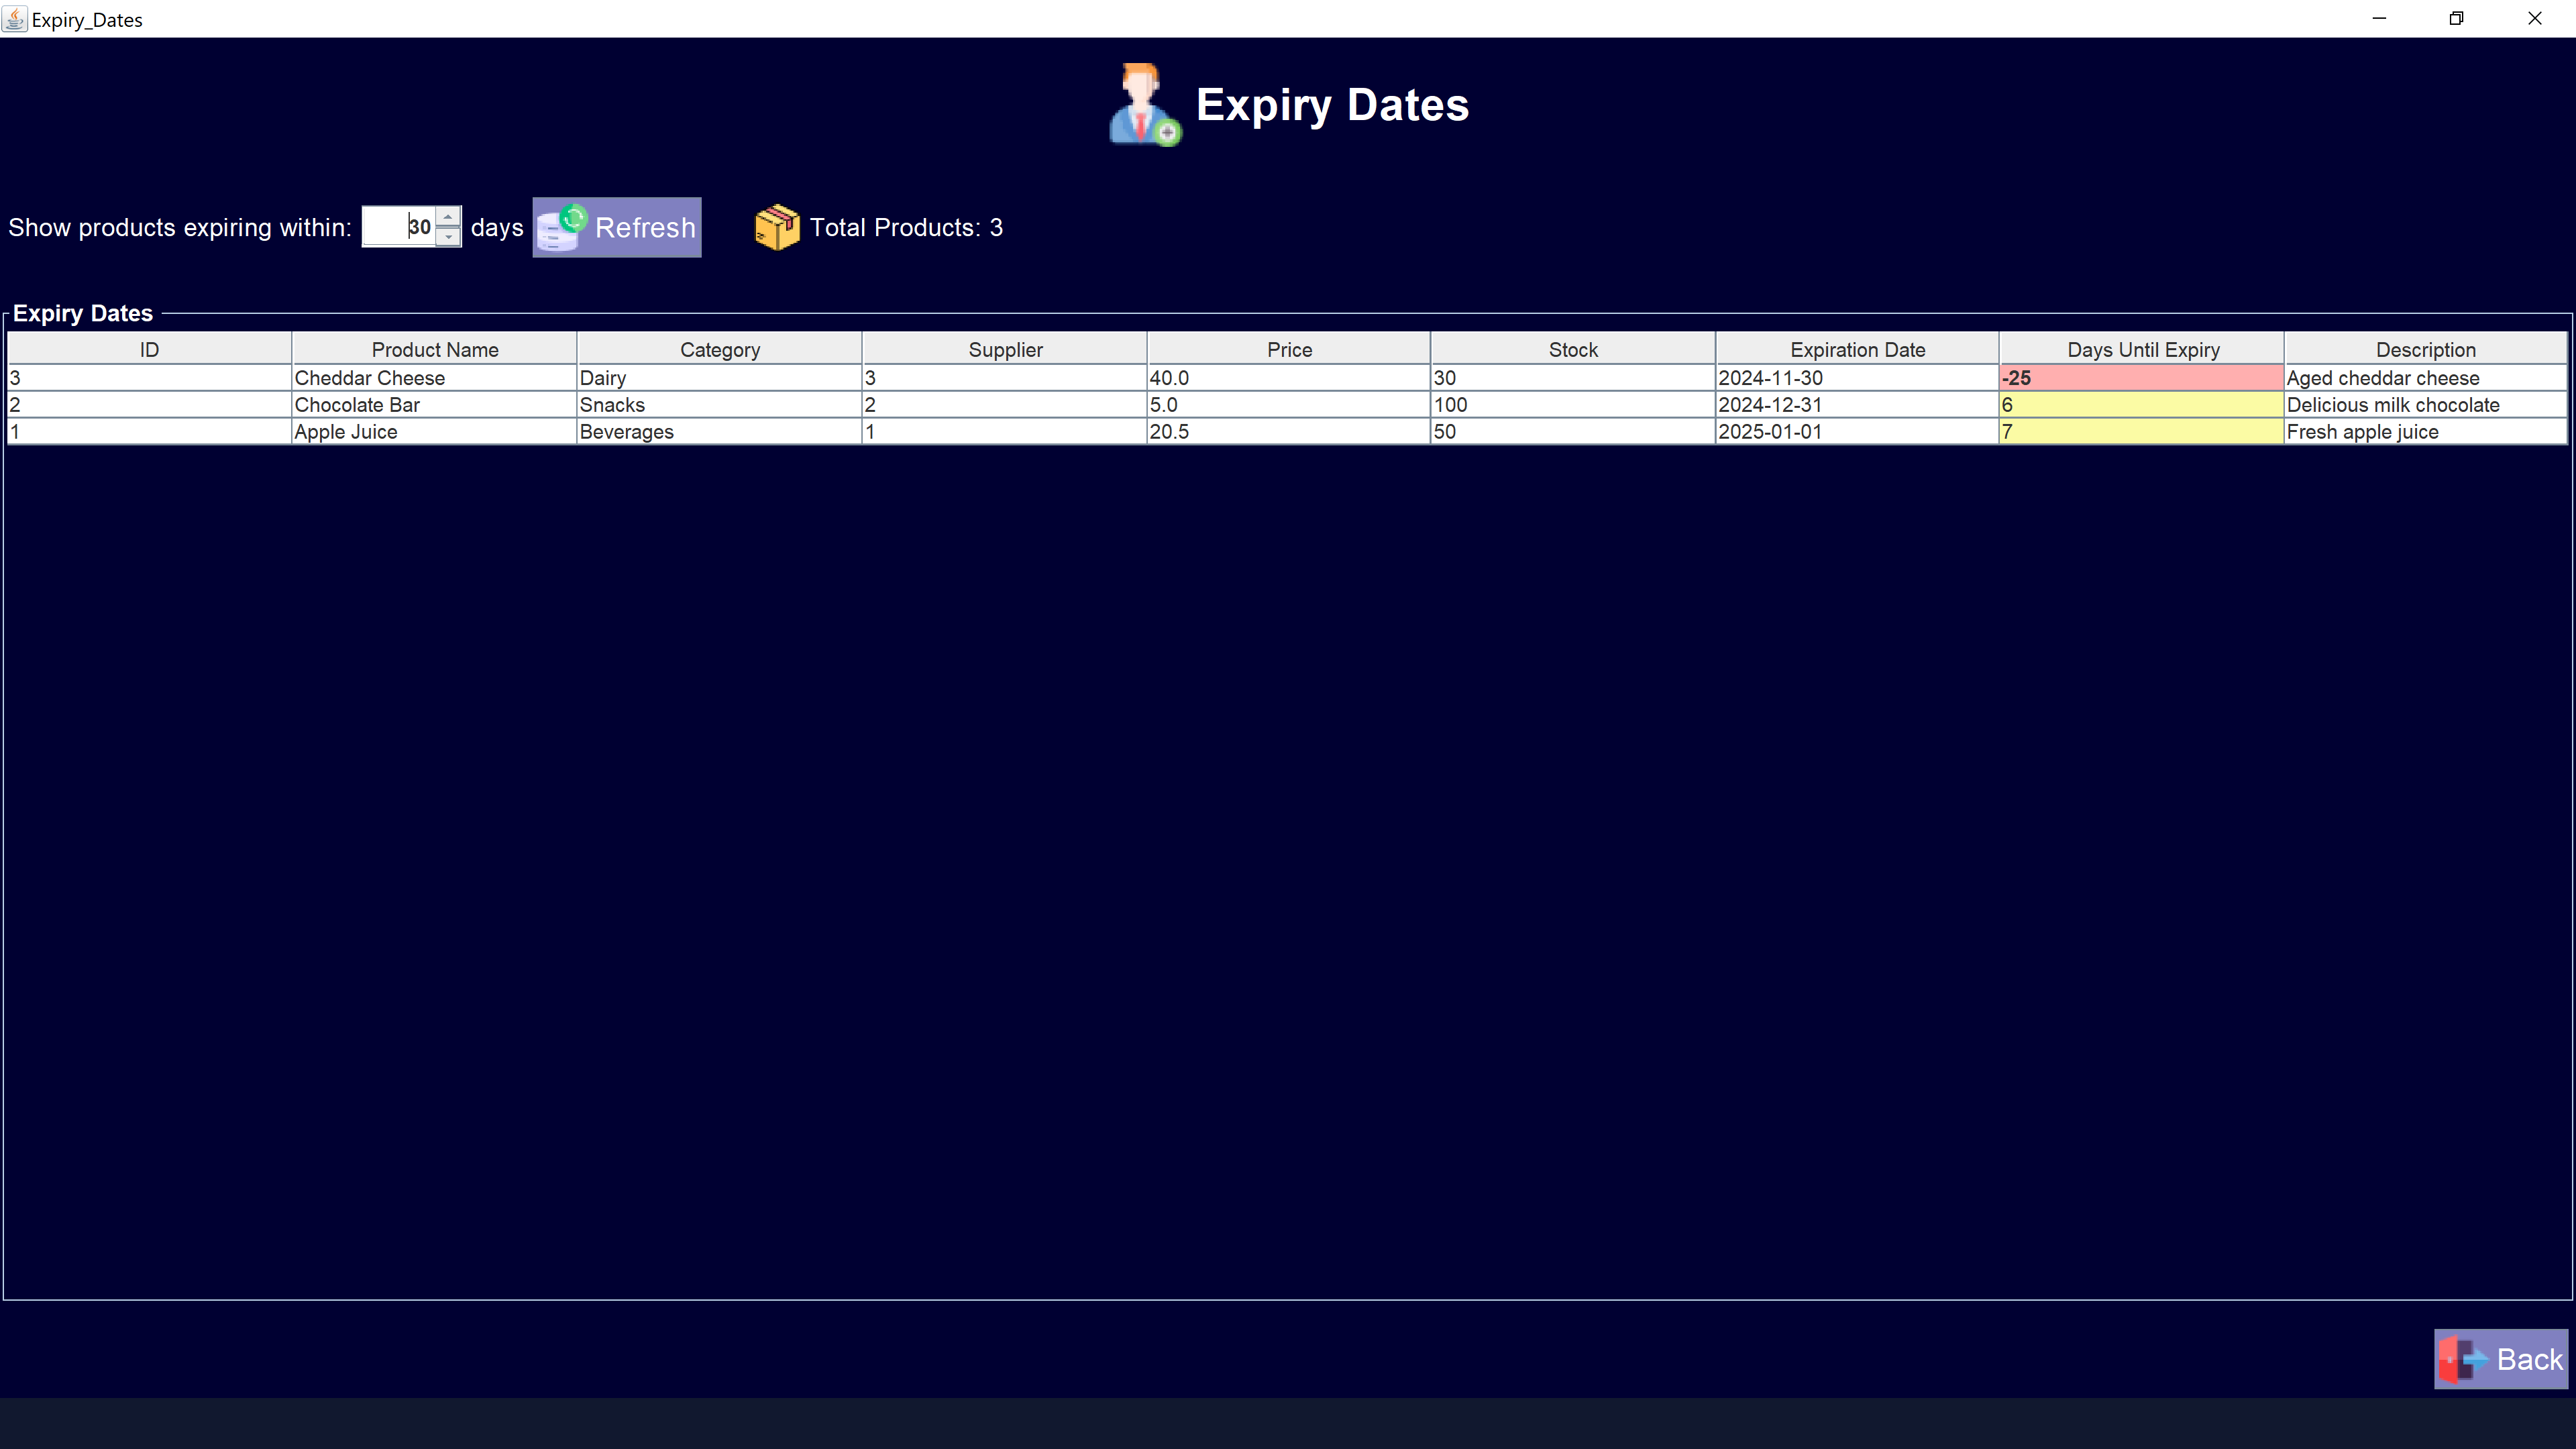 Expiry_Dates
Expiry Dates
Show products expiring within: 30 days Refresh Total Products: 3
Expiry Dates
ID Product Name Category Supplier Price Stock Expiration Date Days Until Expiry Description
3 Cheddar Cheese Dairy 3 40.0 30 2024-11-30 -25 Aged cheddar cheese
2 Chocolate Bar Snacks 2 5.0 100 2024-12-31 6 Delicious milk chocolate
1 Apple Juice Beverages 1 20.5 50 2025-01-01 7 Fresh apple juice
Back